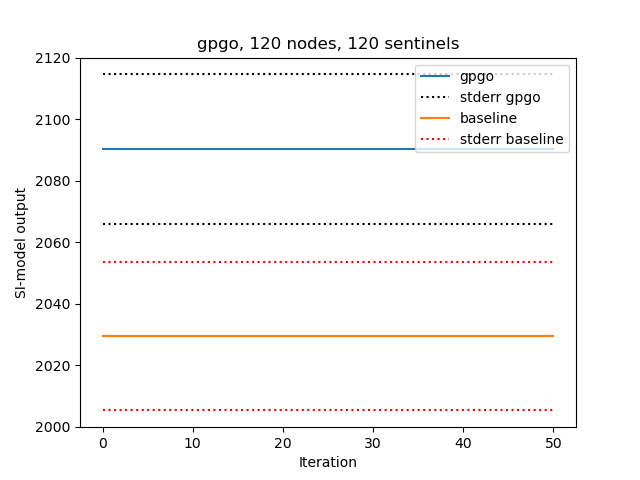 gpgo, 120 nodes, 120 sentinels
2120
2100
2080
2060
2040
2020
2000
SI-model output
gpgo
stderr gpgo
baseline
stderr baseline
0 10 20 30 40 50
Iteration